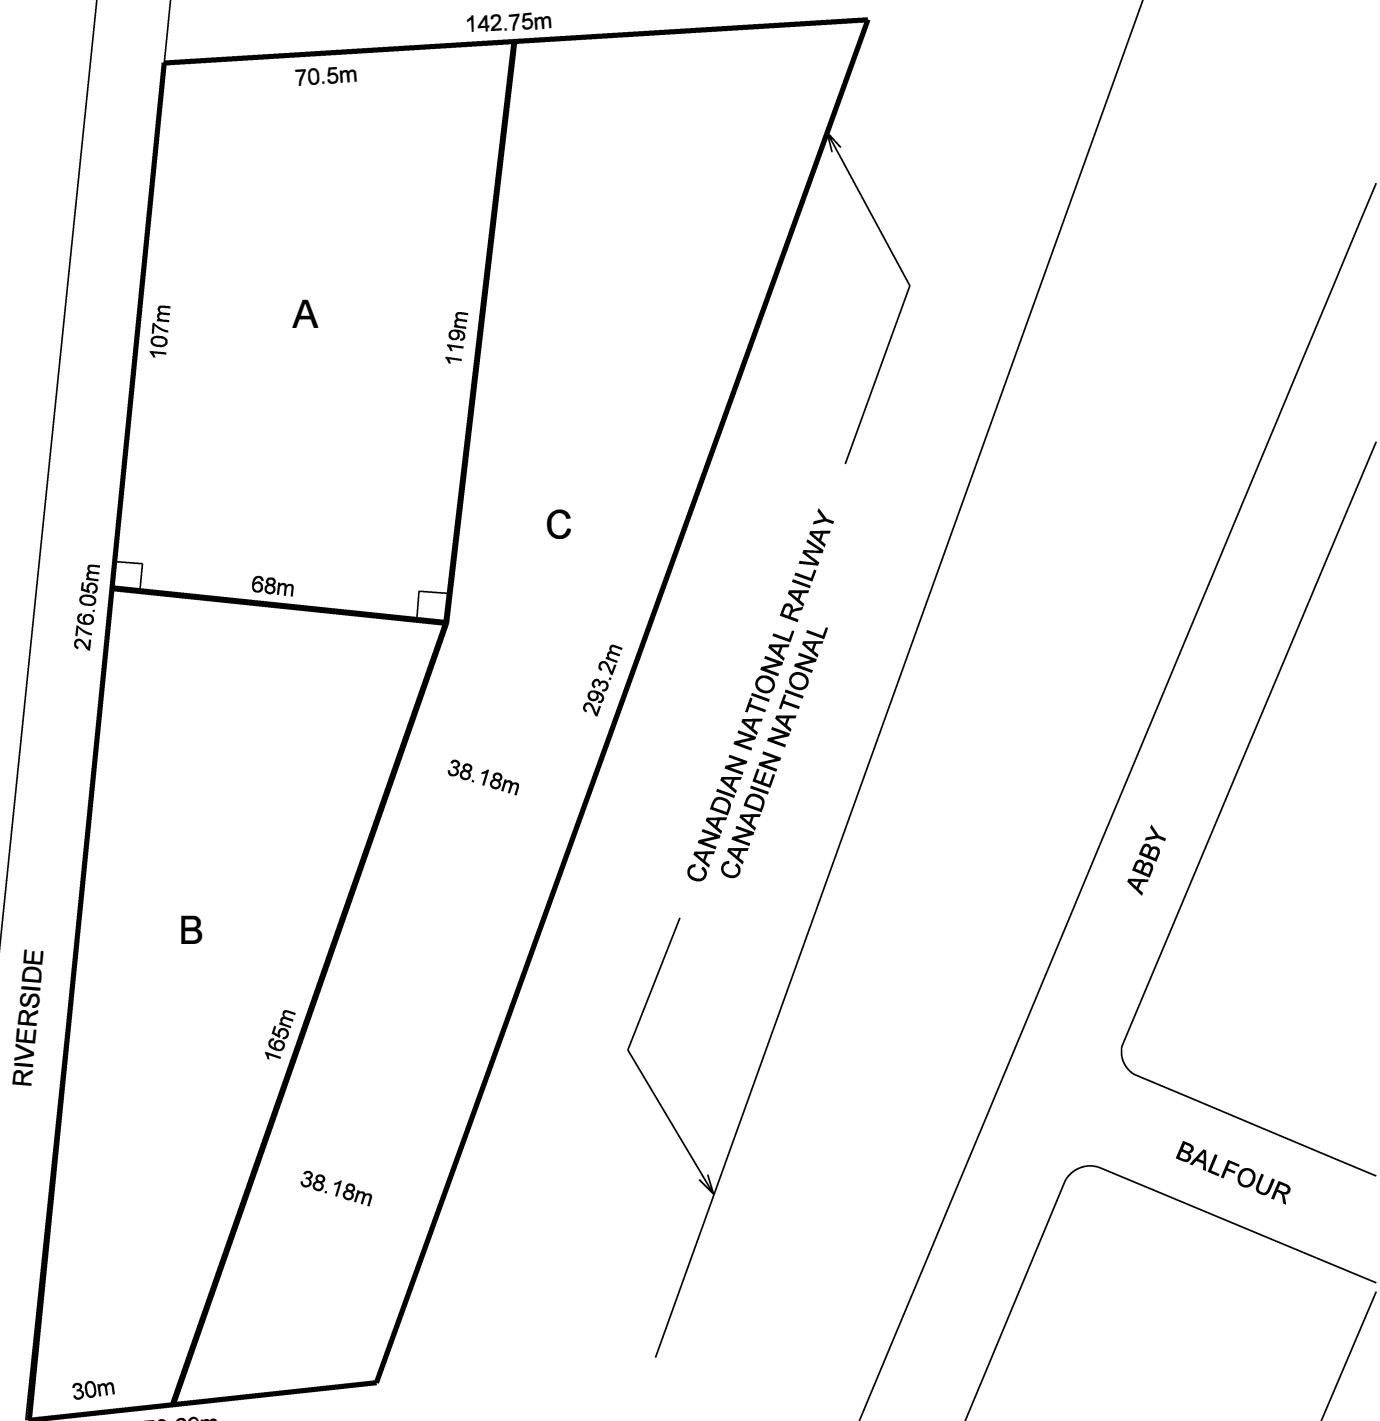 142.75m
70.5m
107m
A
119m
C
276.05m
68m
293.2m
CANADIAN NATIONAL RAILWAY
CANADIEN NATIONAL
38.18m
ABBY
B
RIVERSIDE
165m
38.18m
BALFOUR
30m